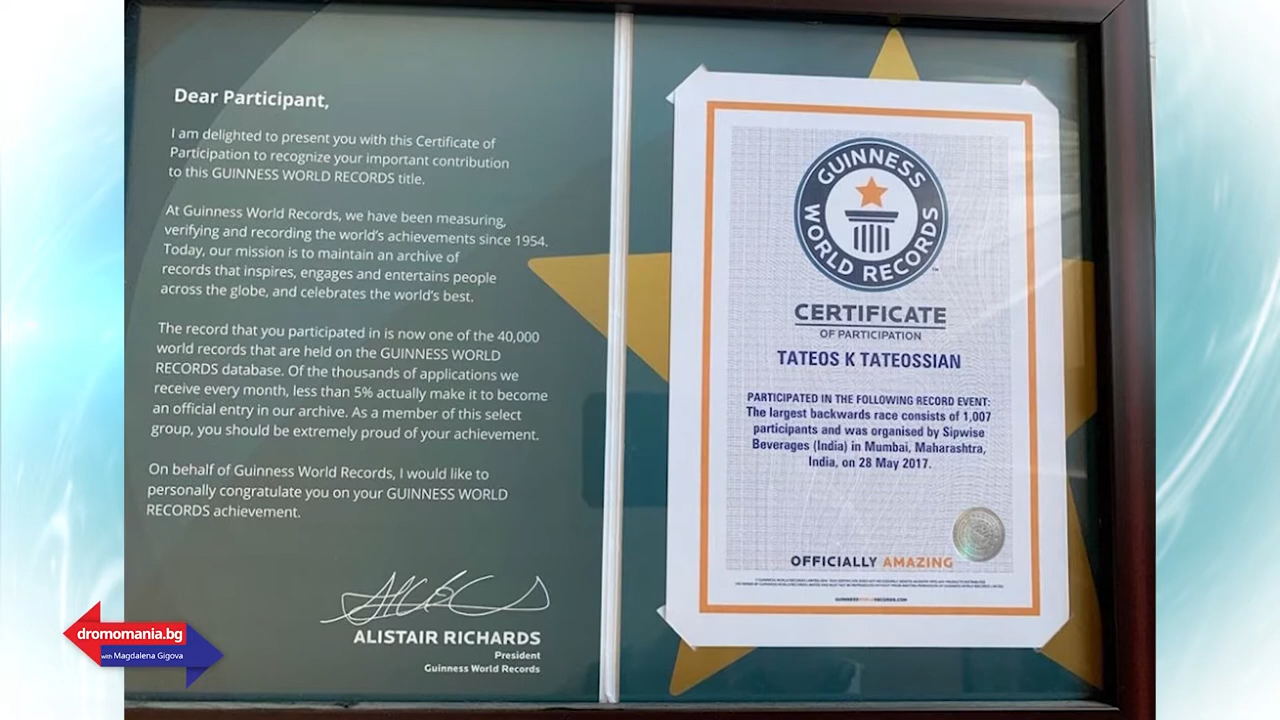 Dear Participant,
I am delighted to present you with this Certificate of
Participation to recognize your important contribution
to this GUINNESS WORLD RECORDS title.
At Guinness World Records, we have been measuring,
verifying and recording the world's achievements since 1954.
Today, our mission is to maintain an archive of
records that inspires, engages and entertains people
across the globe, and celebrates the world's best.
The record that you participated in is now one of the 40,000
world records that are held on the GUINNESS WORLD
RECORDS database. Of the thousands of applications we
receive every month, less than 5% actually make it to become
an official entry in our archive. As a member of this select
group, you should be extremely proud of your achievement.
On behalf of Guinness World Records, I would like to
personally congratulate you on your GUINNESS WORLD
RECORDS achievement.
ALISTAIR RICHARDS
President
Guinness World Records
GUINNESS
WORLD RECORDS
CERTIFICATE
OF PARTICIPATION
TATEOS K TATEOSSIAN
PARTICIPATED IN THE FOLLOWING RECORD EVENT:
The largest backwards race consists of 1,007
participants and was organised by Sipwise
Beverages (India) in Mumbai, Maharashtra,
India, on 28 May 2017.
OFFICIALLY AMAZING
GUINNESSWORLDRECORDS.COM
dromomania.bg
with Magdalena Gigova